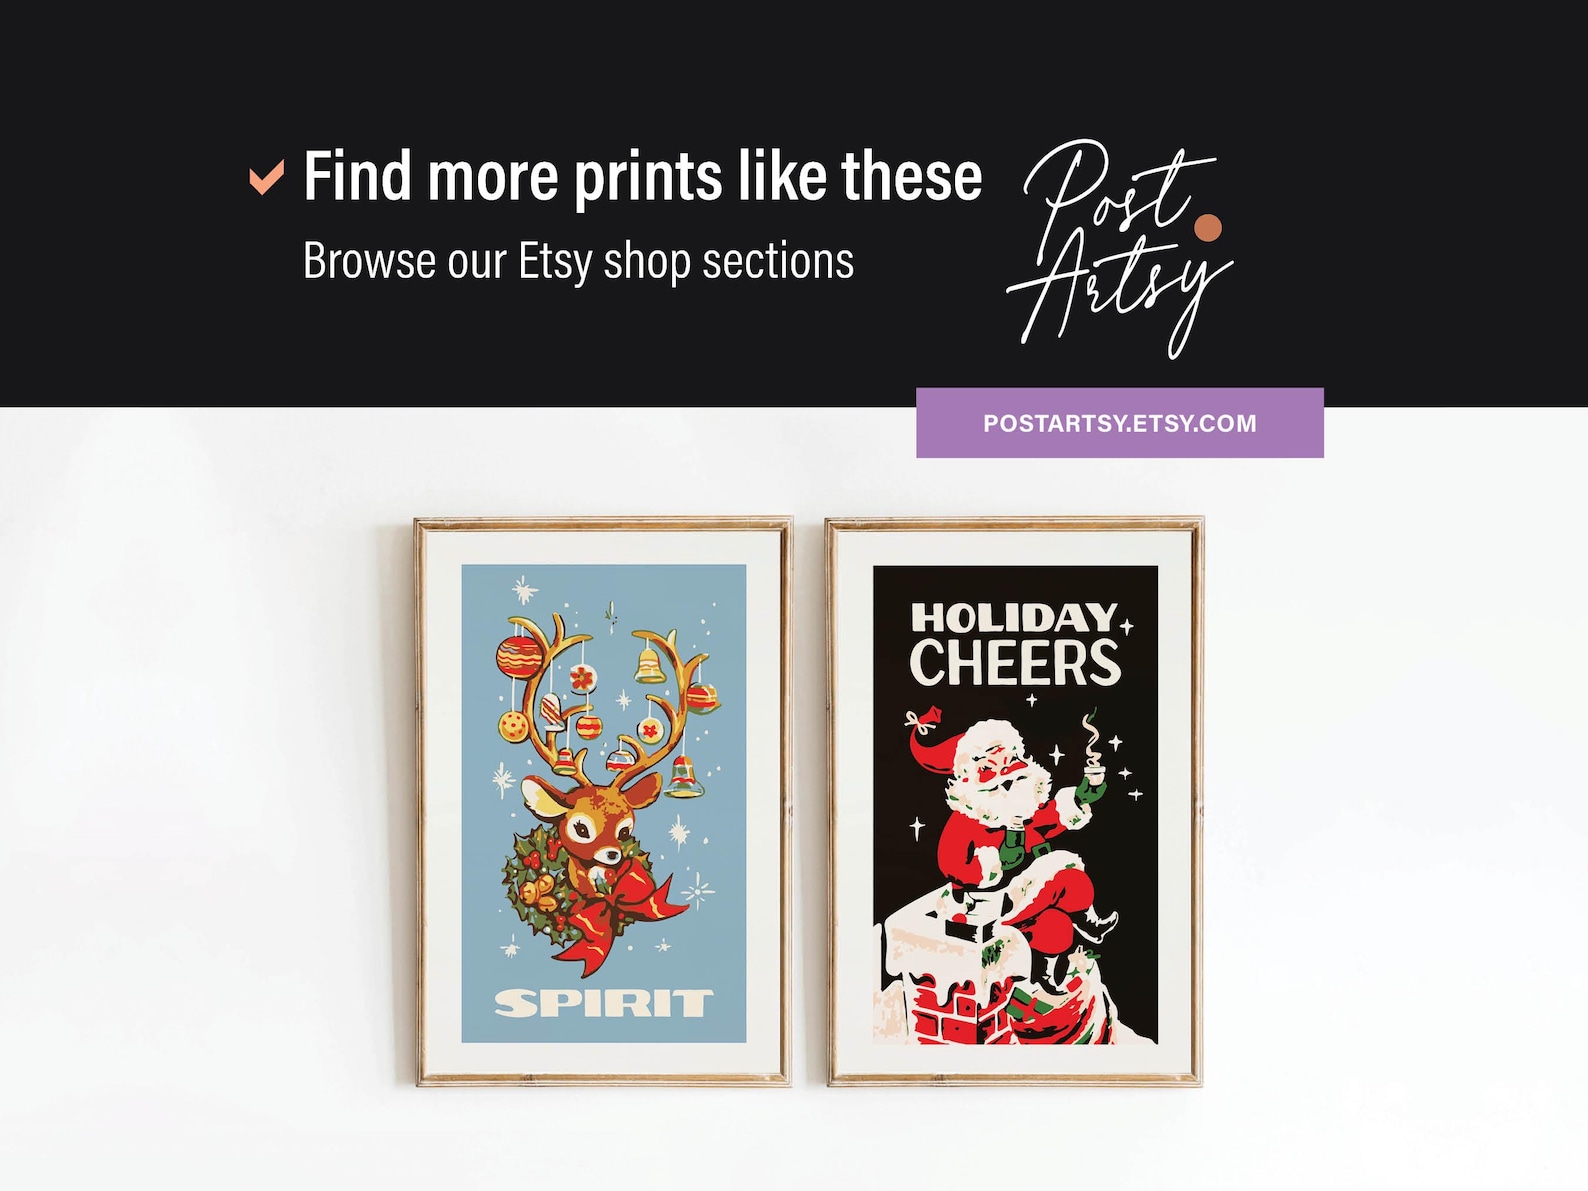 Find more prints like these
Browse our Etsy shop sections
Post
Artsy
POSTARTSY.ETSY.COM
SPIRIT
HOLIDAY
CHEERS